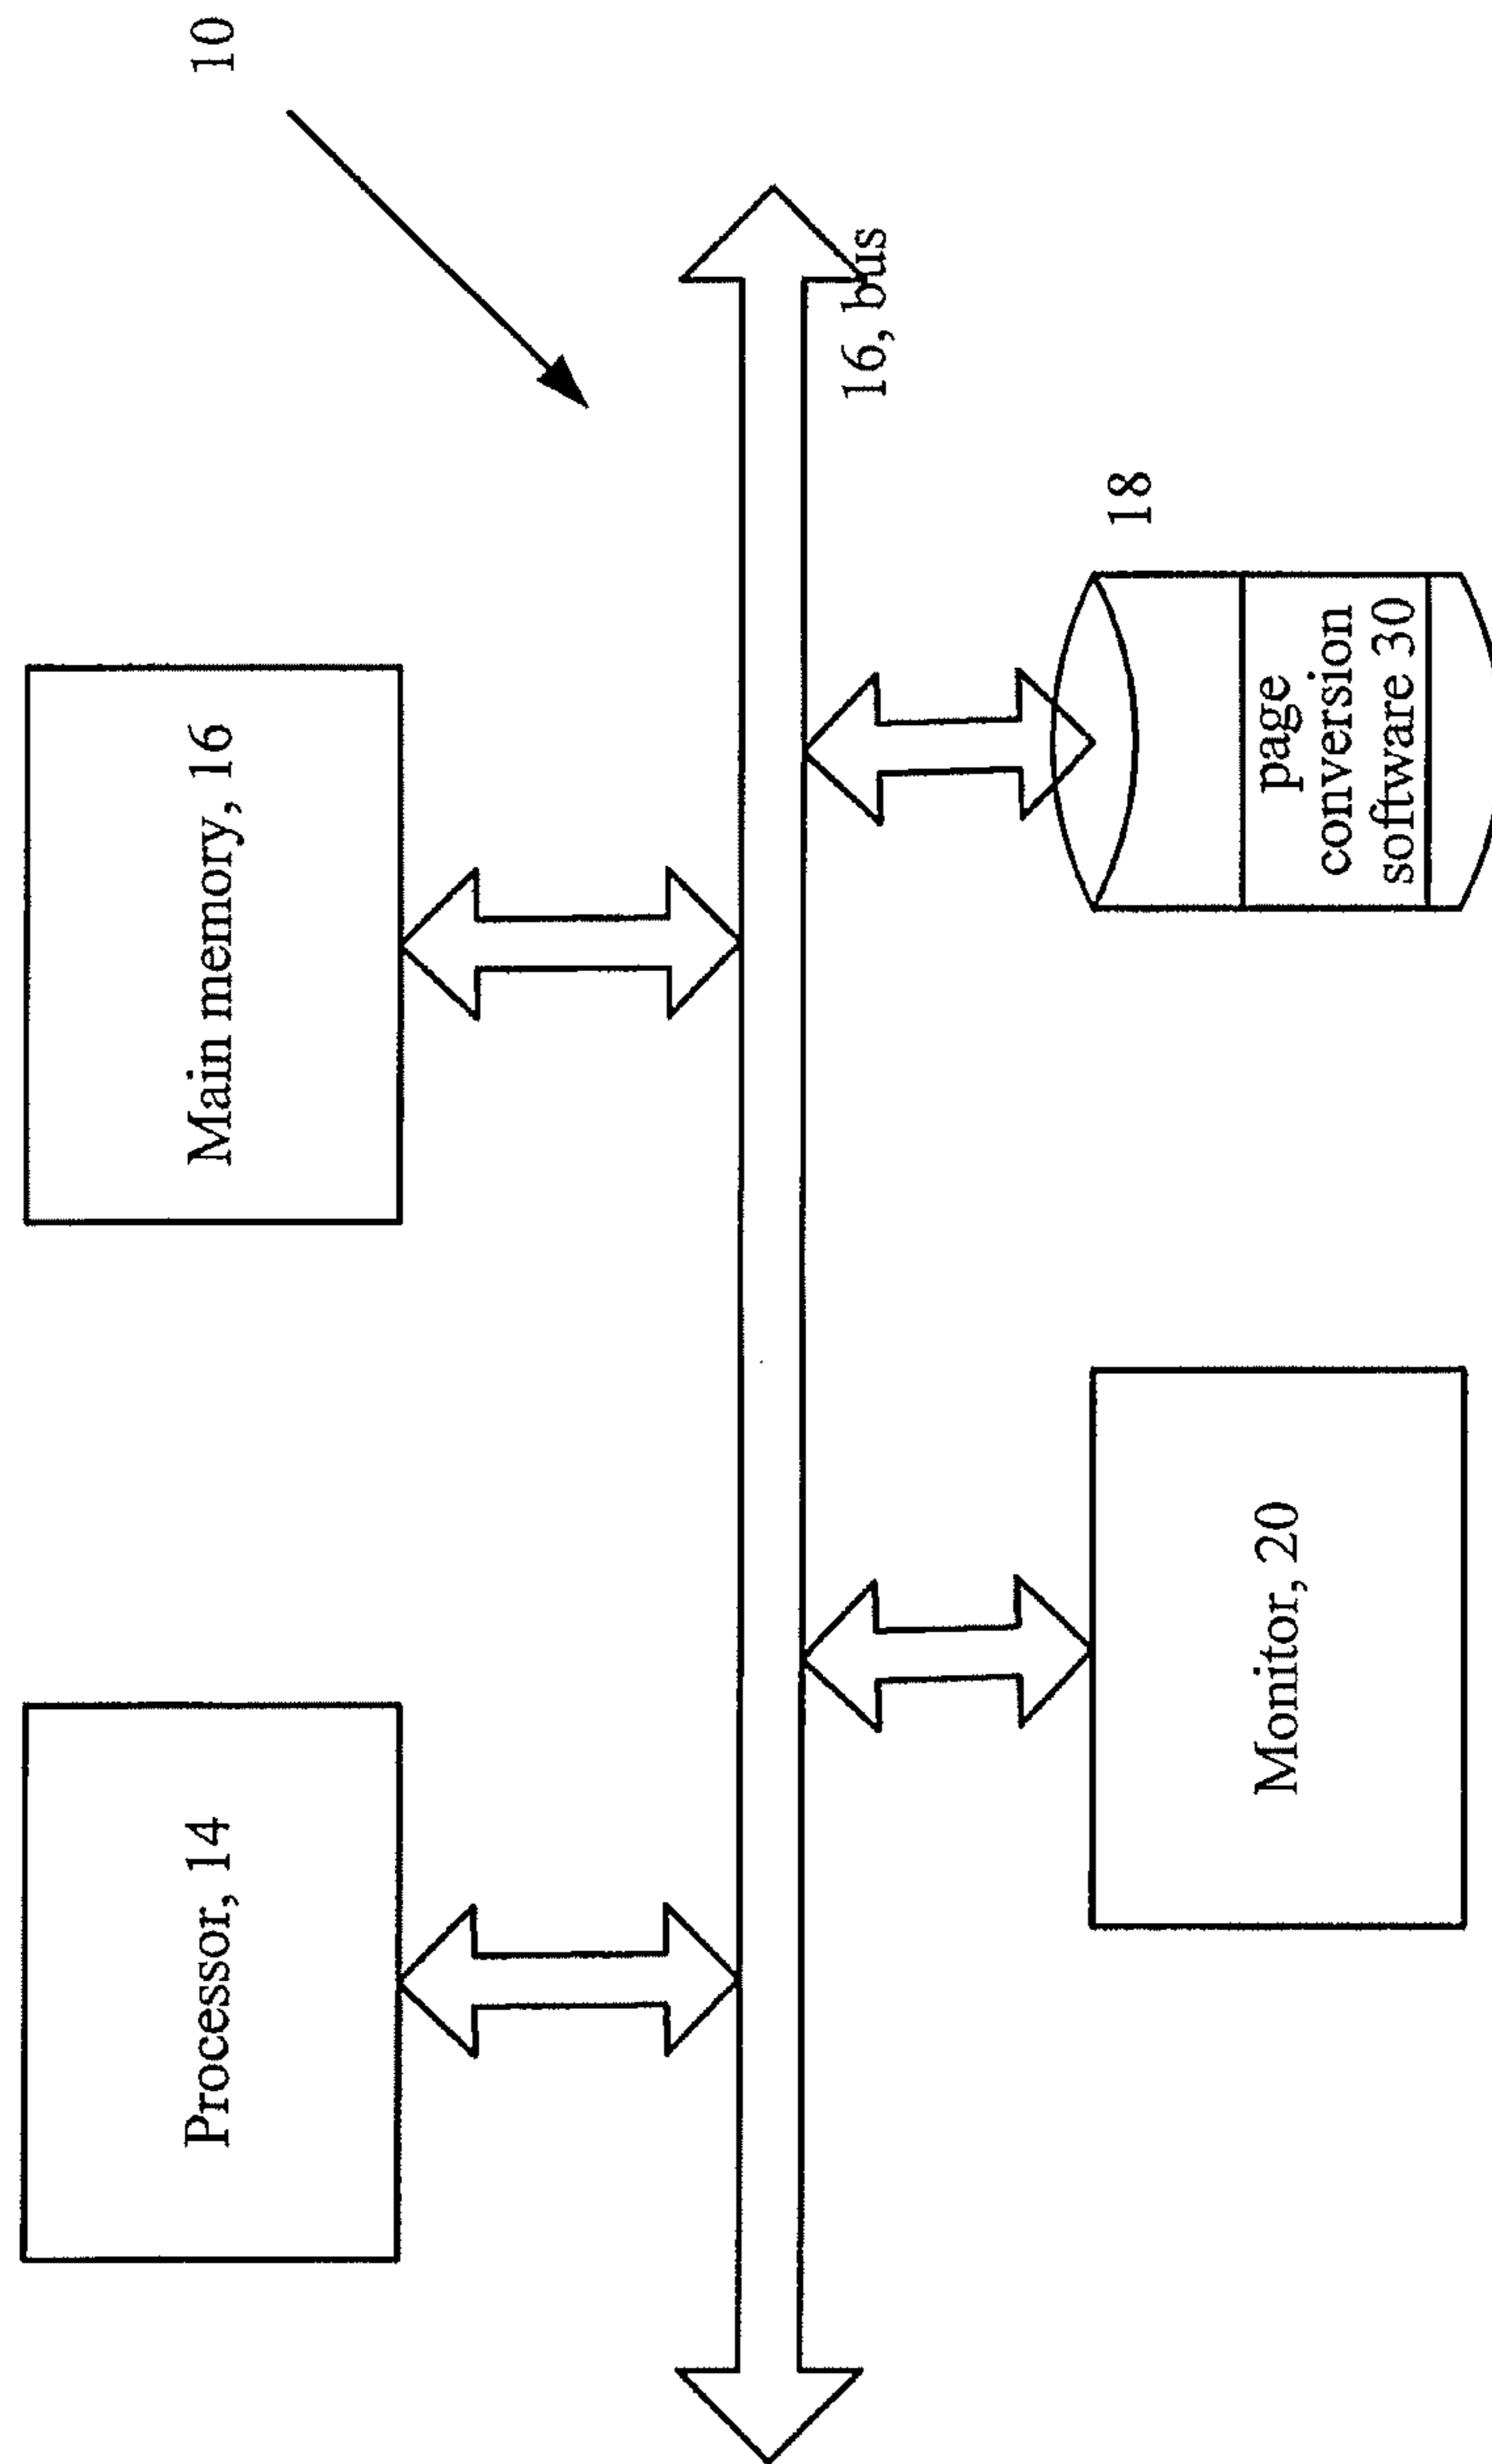 10
Processor, 14
Main memory, 16
16, bus
Monitor, 20
18
page
conversion
software 30